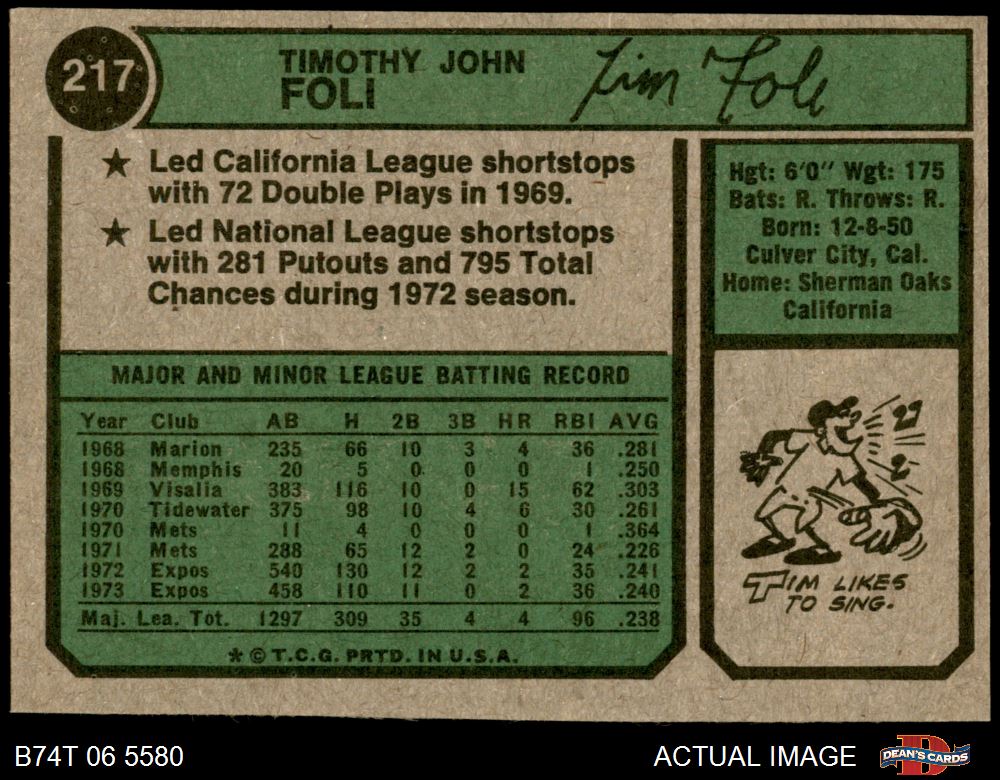 217
TIMOTHY JOHN
FOLI
Tim Foli
★ Led California League shortstops
with 72 Double Plays in 1969.
★ Led National League shortstops
with 281 Putouts and 795 Total
Chances during 1972 season.
Hgt: 6'0" Wgt: 175
Bats: R. Throws: R.
Born: 12-8-50
Culver City, Cal.
Home: Sherman Oaks
California
MAJOR AND MINOR LEAGUE BATTING RECORD
Year Club AB H 2B 3B HR RBI AVG
1968 Marion 235 66 10 3 4 36 .281
1968 Memphis 20 5 0 0 0 1 .250
1969 Visalia 383 116 10 0 15 62 .303
1970 Tidewater 375 98 10 4 6 30 .261
1970 Mets 11 4 0 0 0 1 .364
1971 Mets 288 65 12 2 0 24 .226
1972 Expos 540 130 12 2 2 35 .241
1973 Expos 458 110 11 0 2 36 .240
Maj. Lea. Tot. 1297 309 35 4 4 96 .238
* © T.C.G. PRTD. IN U.S.A.
TIM LIKES
TO SING.
B74T 06 5580
ACTUAL IMAGE
DEAN'S CARDS